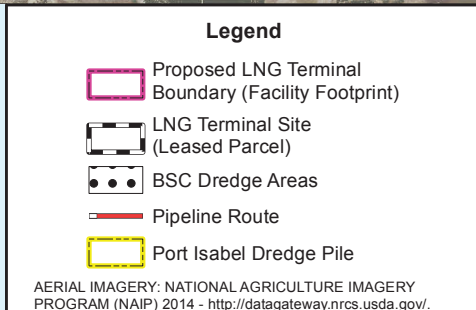 Legend
Proposed LNG Terminal
Boundary (Facility Footprint)
LNG Terminal Site
(Leased Parcel)
BSC Dredge Areas
Pipeline Route
Port Isabel Dredge Pile
AERIAL IMAGERY: NATIONAL AGRICULTURE IMAGERY
PROGRAM (NAIP) 2014 - http://datagateway.nrcs.usda.gov/.